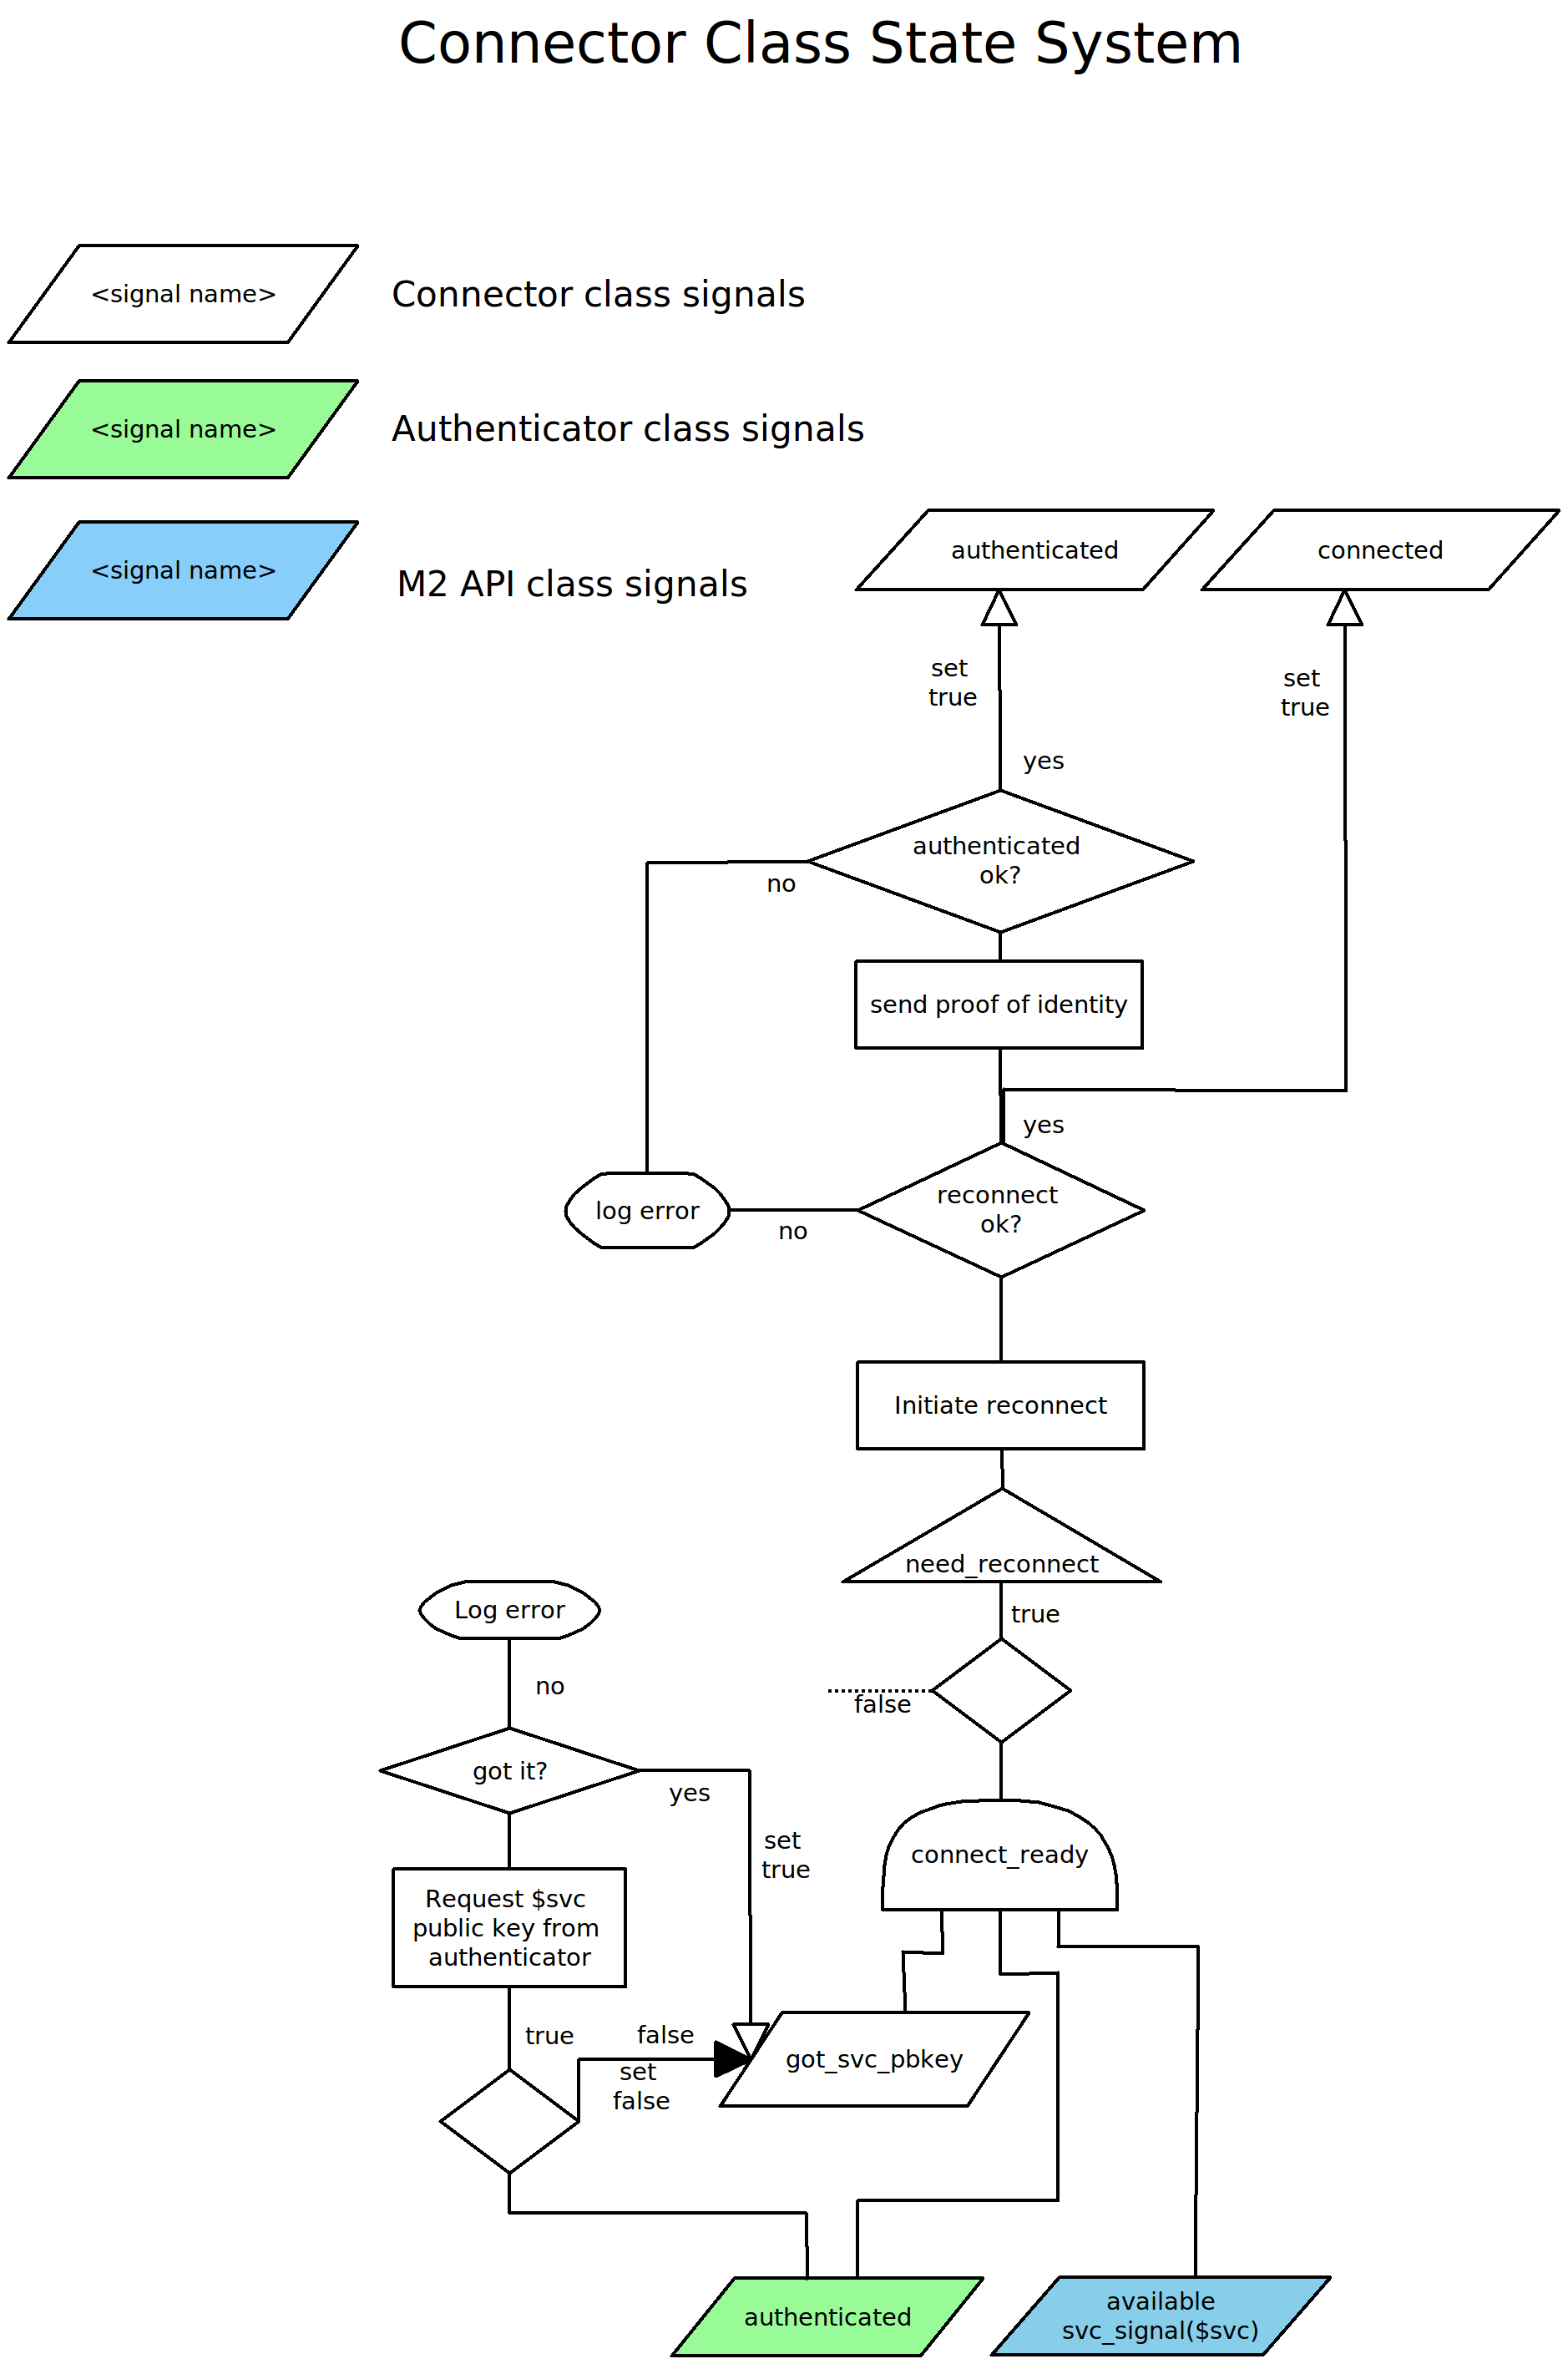 Connector Class State System
<signal name>
Connector class signals
<signal name>
Authenticator class signals
<signal name>
M2 API class signals
authenticated
connected
set
true
set
true
yes
authenticated
ok?
no
send proof of identity
yes
reconnect
ok?
log error
no
Initiate reconnect
need_reconnect
Log error
true
no
false
got it?
yes
set
true
connect_ready
Request $svc
public key from
authenticator
true
false
set
false
got_svc_pbkey
authenticated
available
svc_signal($svc)